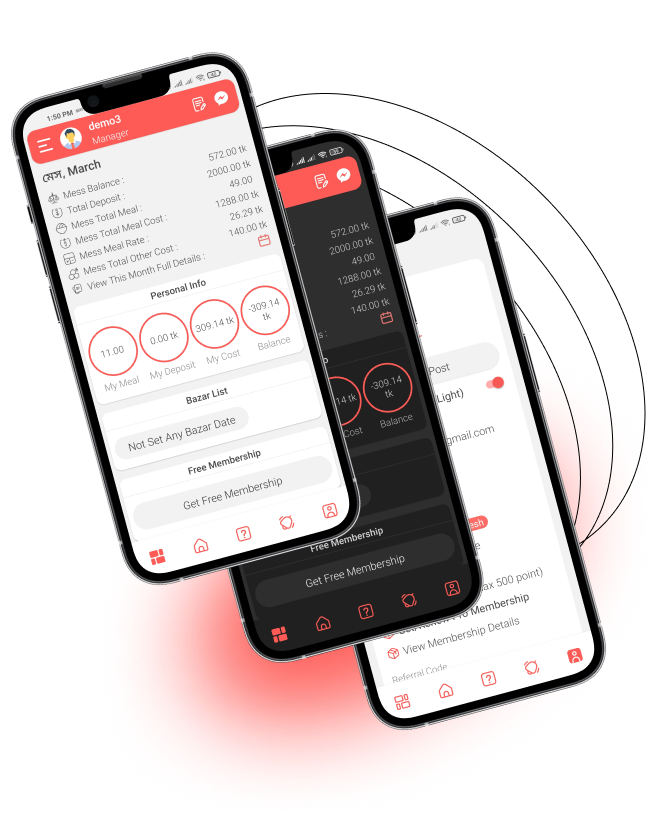 1:50 PM
42
demo3
Manager
মেস, March
Mess Balance : 572.00 tk
Total Deposit : 2000.00 tk
Mess Total Meal : 49.00
Mess Total Meal Cost : 1288.00 tk
Mess Meal Rate : 26.29 tk
Mess Total Other Cost : 140.00 tk
View This Month Full Details :
Personal Info
11.00 0.00 tk 309.14 tk -309.14 tk
My Meal My Deposit My Cost Balance
Bazar List
Not Set Any Bazar Date
Free Membership
Get Free Membership
572.00 tk
2000.00 tk
49.00
1288.00 tk
26.29 tk
140.00 tk
s :
o
14 tk -309.14 tk
Cost Balance
Free Membership
Get Free Membership
42
Post
Light)
gmail.com
esh
e
ax 500 point)
Membership
View Membership Details
Referral Code